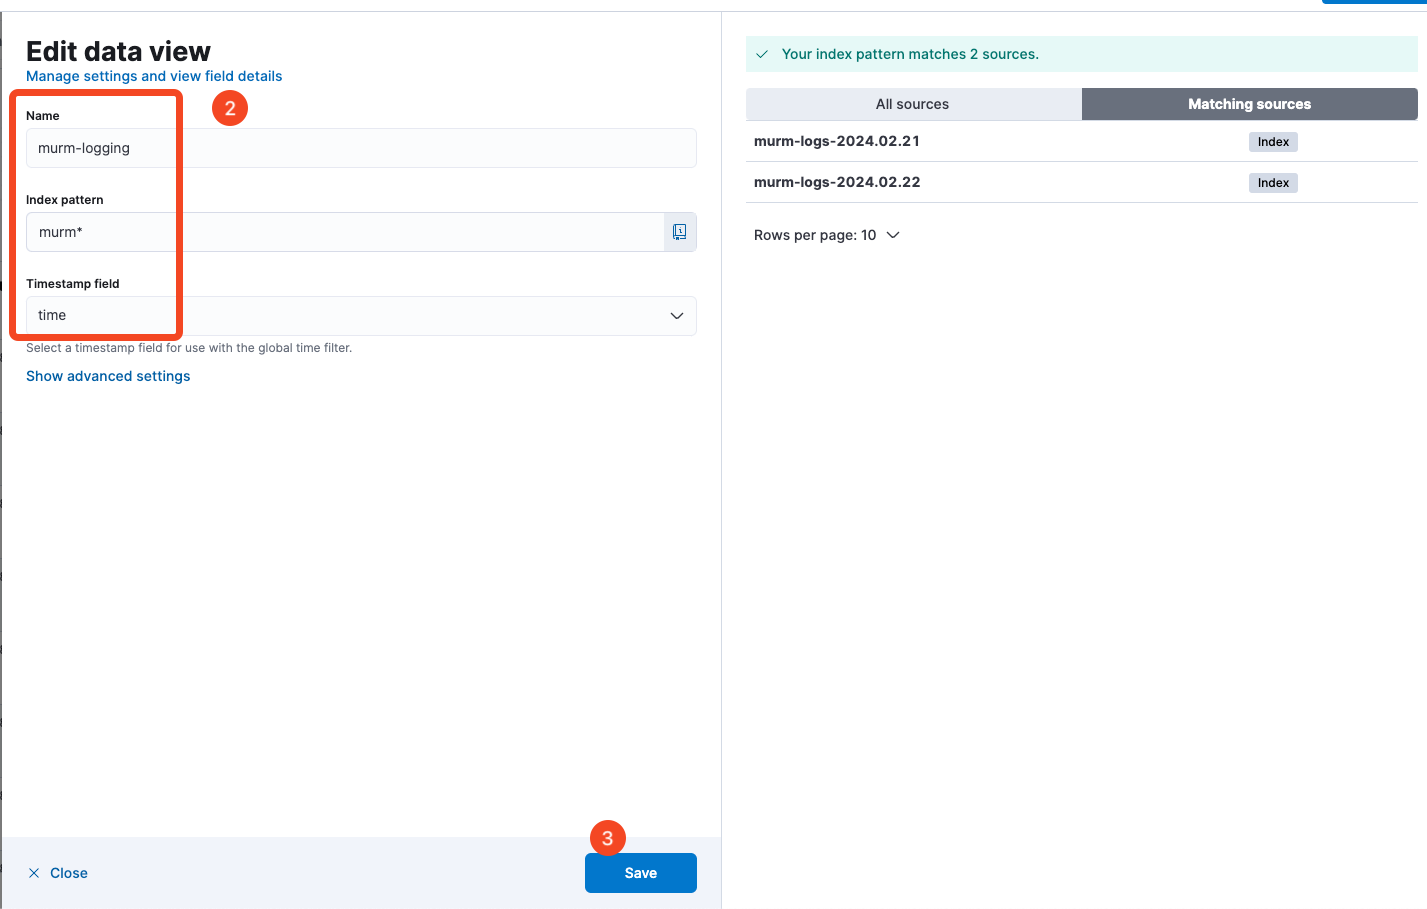 Edit data view
Manage settings and view field details
2
Name
murm-logging
Index pattern
murm*
Timestamp field
time
Select a timestamp field for use with the global time filter.
Show advanced settings
3
Close
Save
Your index pattern matches 2 sources.
All sources
Matching sources
murm-logs-2024.02.21
Index
murm-logs-2024.02.22
Index
Rows per page: 10